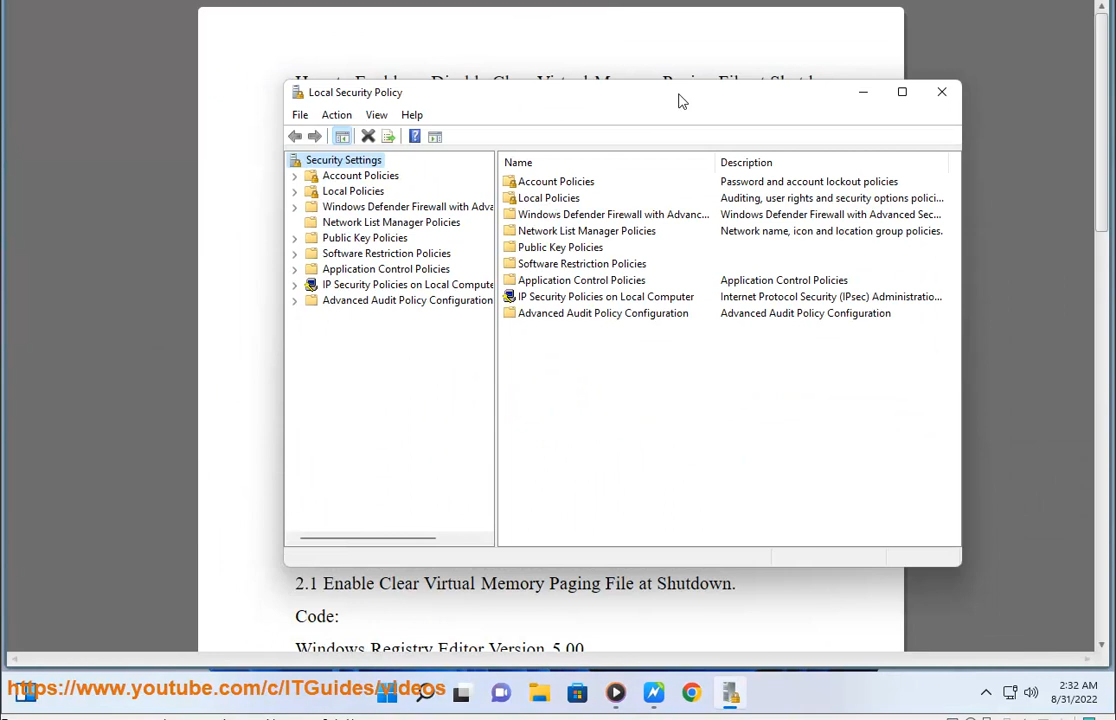 Local Security Policy
File Action View Help
Security Settings
Account Policies
Local Policies
Windows Defender Firewall with Adva
Network List Manager Policies
Public Key Policies
Software Restriction Policies
Application Control Policies
IP Security Policies on Local Compute
Advanced Audit Policy Configuration
Name Description
Account Policies Password and account lockout policies
Local Policies Auditing, user rights and security options polici...
Windows Defender Firewall with Advanc... Windows Defender Firewall with Advanced Sec...
Network List Manager Policies Network name, icon and location group policies.
Public Key Policies
Software Restriction Policies
Application Control Policies Application Control Policies
IP Security Policies on Local Computer Internet Protocol Security (IPsec) Administratio...
Advanced Audit Policy Configuration Advanced Audit Policy Configuration
2.1 Enable Clear Virtual Memory Paging File at Shutdown.
Code:
Windows Registry Editor Version 5.00
https://www.youtube.com/c/ITGuides/videos
2:32 AM
8/31/2022